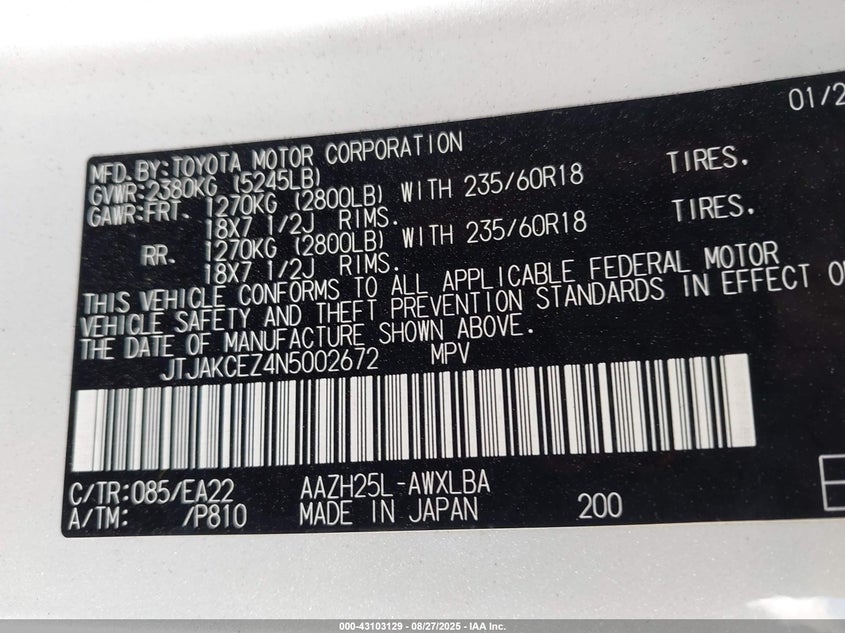 01/2
MFD.BY:TOYOTA MOTOR CORPORATION
GVWR:2380KG (5245LB)
GAWR:FRT. 1270KG (2800LB) WITH 235/60R18 TIRES.
18X7 1/2J RIMS.
RR. 1270KG (2800LB) WITH 235/60R18 TIRES.
18X7 1/2J RIMS.
THIS VEHICLE CONFORMS TO ALL APPLICABLE FEDERAL MOTOR
VEHICLE SAFETY AND THEFT PREVENTION STANDARDS IN EFFECT O
THE DATE OF MANUFACTURE SHOWN ABOVE.
JTJAKCEZ4N5002672 MPV
C/TR:085/EA22 AAZH25L-AWXLBA
A/TM: /P810 MADE IN JAPAN 200
000-43103129 - 08/27/2025 - IAA Inc.